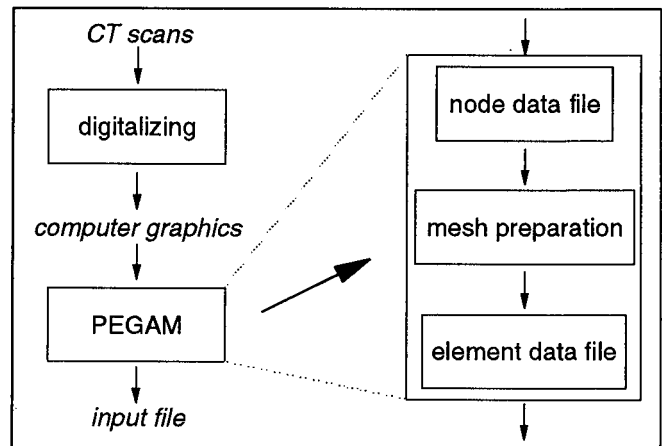 CT scans
digitalizing
computer graphics
PEGAM
input file
node data file
mesh preparation
element data file